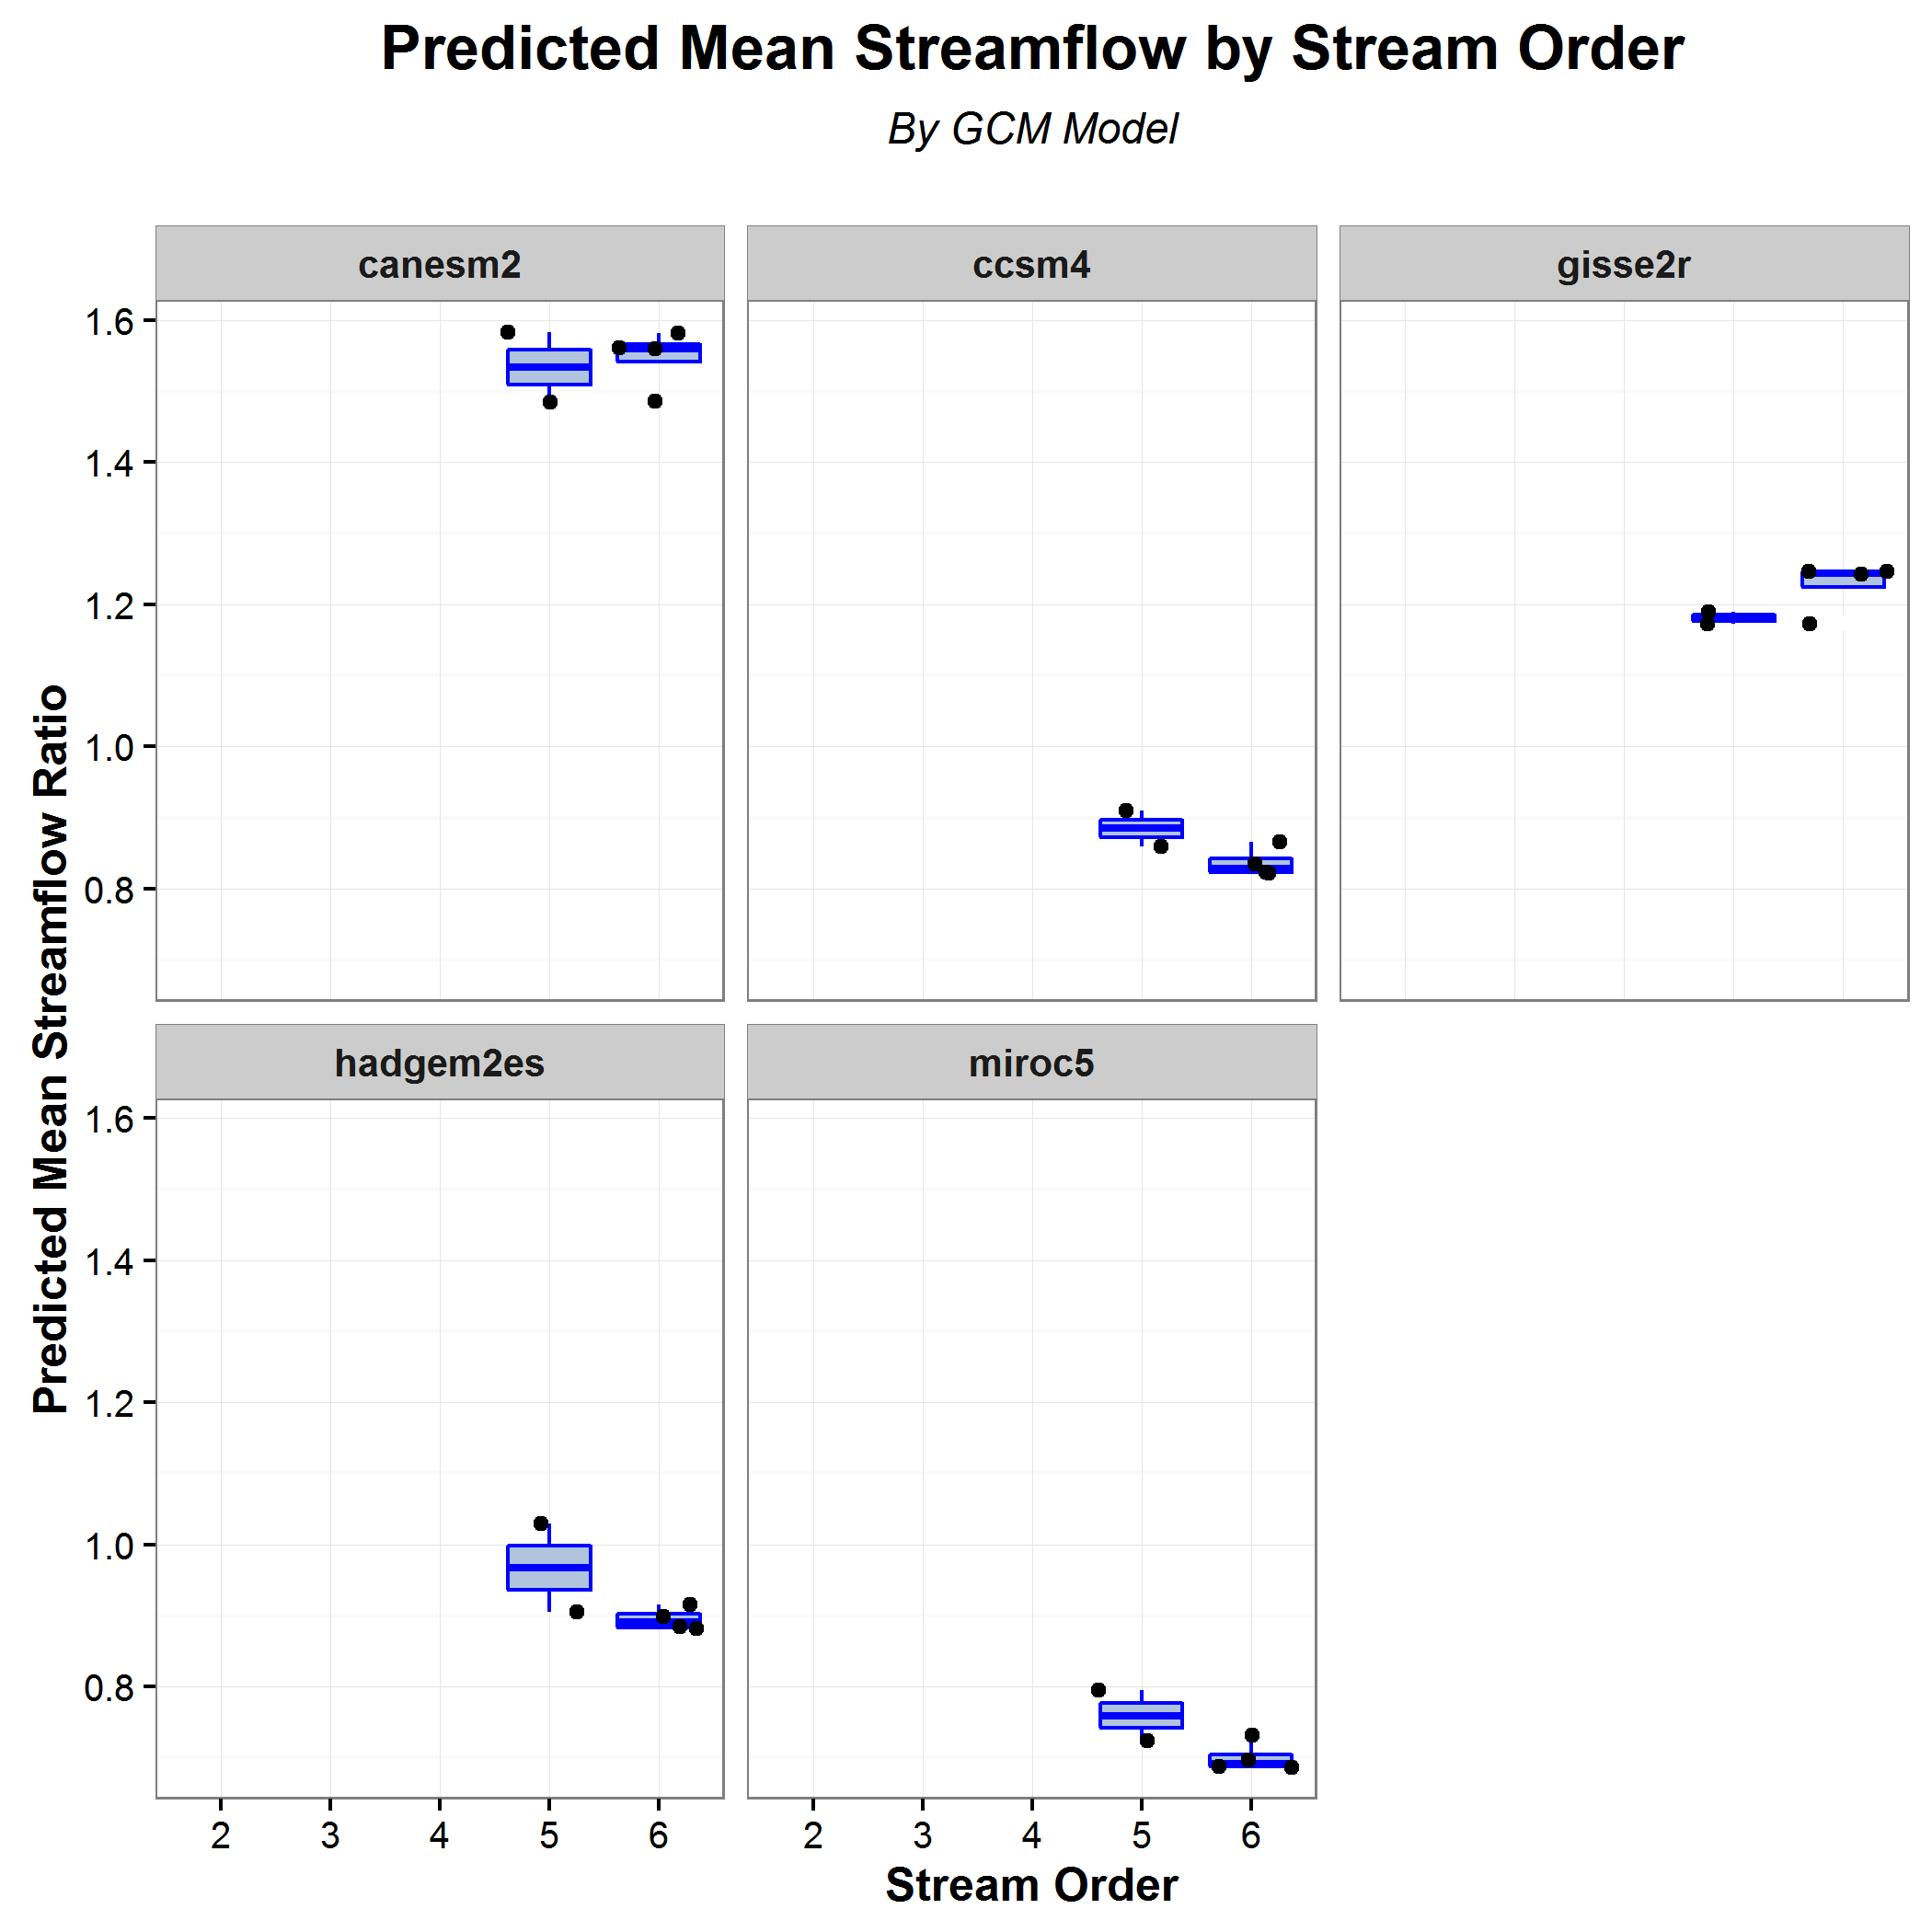 Predicted Mean Streamflow by Stream Order
By GCM Model
canesm2
ccsm4
gisse2r
1.6
1.4
1.2
1.0
0.8
Predicted Mean Streamflow Ratio
hadgem2es
miroc5
1.6
1.4
1.2
1.0
0.8
2 3 4 5 6
2 3 4 5 6
Stream Order